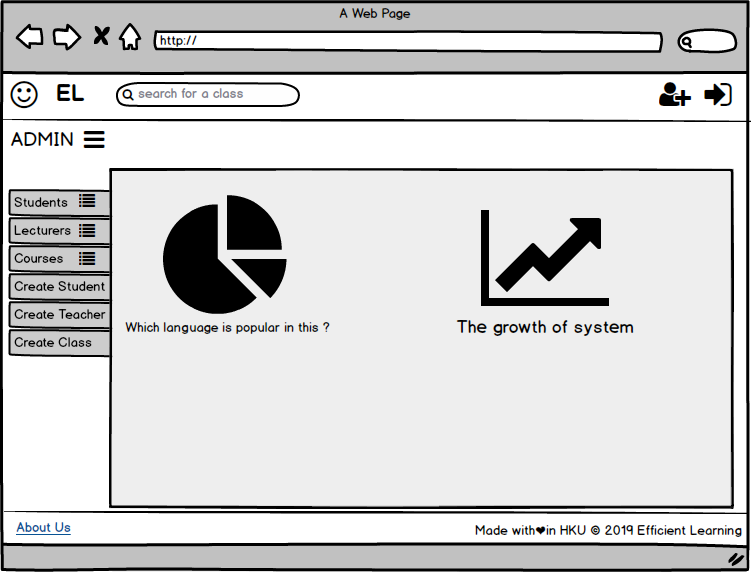 A Web Page
http://
EL
search for a class
ADMIN
Students
Lecturers
Courses
Create Student
Create Teacher
Create Class
Which language is popular in this ?
The growth of system
About Us
Made with❤in HKU © 2019 Efficient Learning